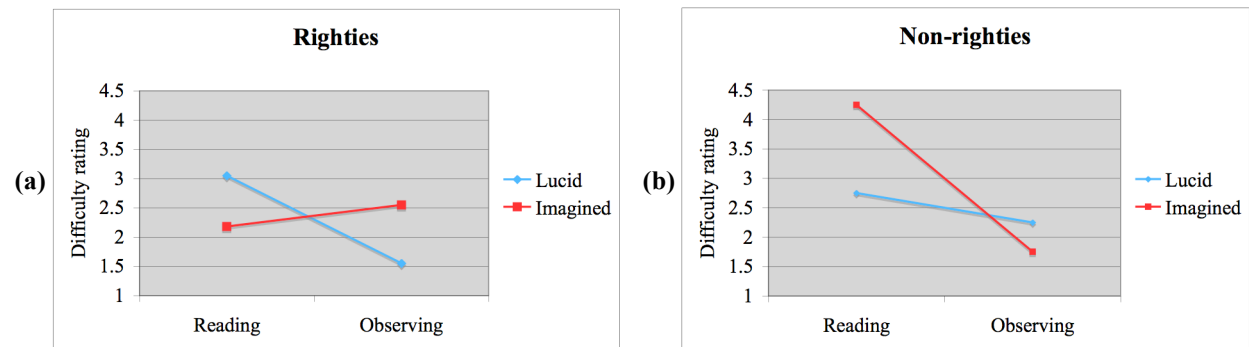 (a)
Righties
Difficulty rating
4.5
4
3.5
3
2.5
2
1.5
1
Reading Observing
Lucid
Imagined
(b)
Non-righties
Difficulty rating
4.5
4
3.5
3
2.5
2
1.5
1
Reading Observing
Lucid
Imagined